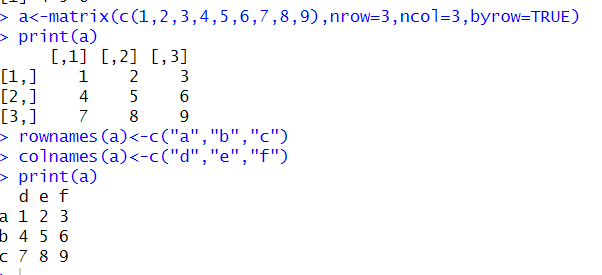 > a<-matrix(c(1,2,3,4,5,6,7,8,9),nrow=3,ncol=3,byrow=TRUE)
> print(a)
     [,1] [,2] [,3]
[1,]    1    2    3
[2,]    4    5    6
[3,]    7    8    9
> rownames(a)<-c("a","b","c")
> colnames(a)<-c("d","e","f")
> print(a)
  d e f
a 1 2 3
b 4 5 6
c 7 8 9
>